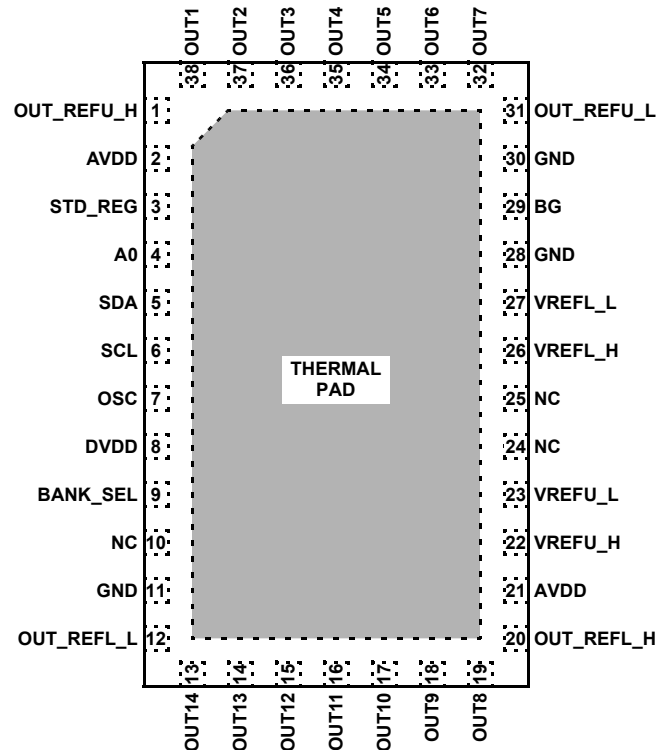 OUT1 OUT2 OUT3 OUT4 OUT5 OUT6 OUT7
38 37 36 35 34 33 32
OUT_REFU_H 1 31 OUT_REFU_L
AVDD 2 30 GND
STD_REG 3 29 BG
A0 4 28 GND
SDA 5 27 VREFL_L
SCL 6 26 VREFL_H
THERMAL
PAD
OSC 7 25 NC
DVDD 8 24 NC
BANK_SEL 9 23 VREFU_L
NC 10 22 VREFU_H
GND 11 21 AVDD
OUT_REFL_L 12 20 OUT_REFL_H
13 14 15 16 17 18 19
OUT14 OUT13 OUT12 OUT11 OUT10 OUT9 OUT8